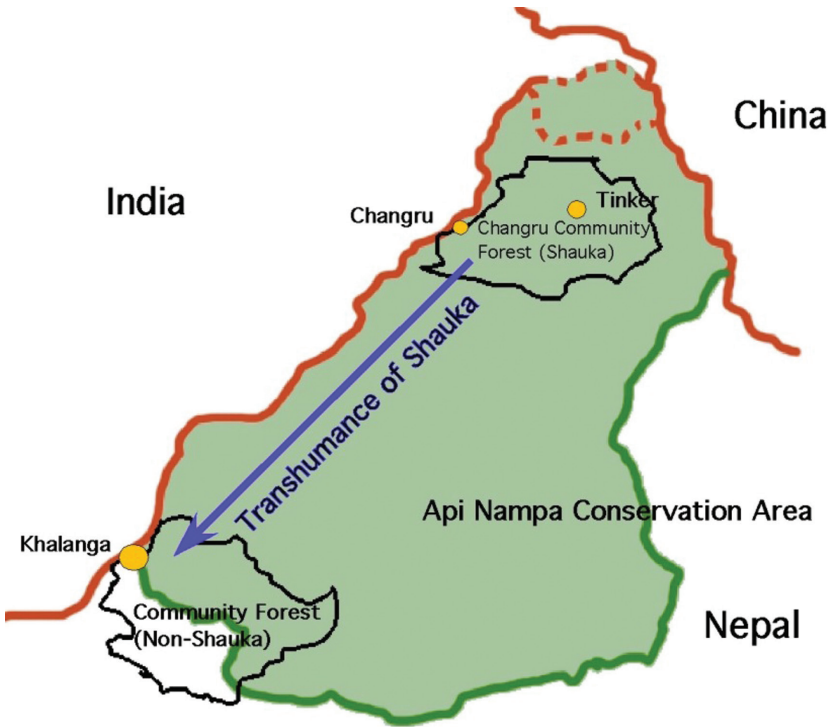 China
India
Tinker
Changru
Changru Community
Forest (Shauka)
Transhumance of Shauka
Api Nampa Conservation Area
Khalanga
Community Forest
(Non-Shauka)
Nepal